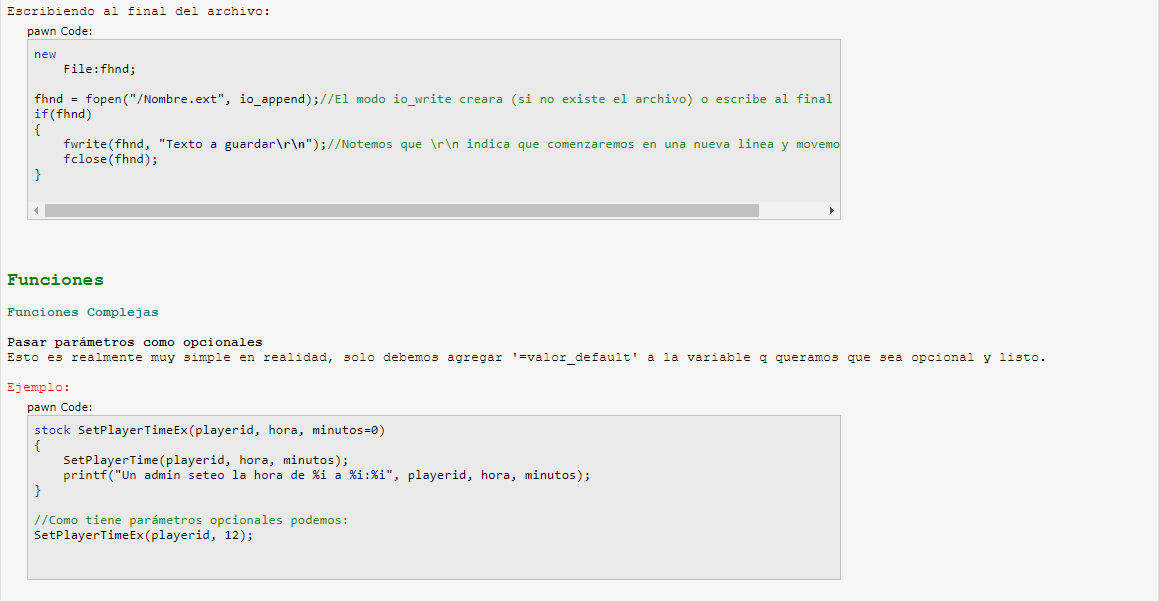 Escribiendo al final del archivo:
pawn Code:
new
    File:fhnd;
fhnd = fopen("/Nombre.ext", io_append);//El modo io_write creara (si no existe el archivo) o escribe al final
if(fhnd)
{
    fwrite(fhnd, "Texto a guardar\r\n");//Notemos que \r\n indica que comenzaremos en una nueva linea y movemo
    fclose(fhnd);
}
Funciones
Funciones Complejas
Pasar parámetros como opcionales
Esto es realmente muy simple en realidad, solo debemos agregar '=valor_default' a la variable q queramos que sea opcional y listo.
Ejemplo:
pawn Code:
stock SetPlayerTimeEx(playerid, hora, minutos=0)
{
    SetPlayerTime(playerid, hora, minutos);
    printf("Un admin seteo la hora de %i a %i:%i", playerid, hora, minutos);
}
//Como tiene parámetros opcionales podemos:
SetPlayerTimeEx(playerid, 12);